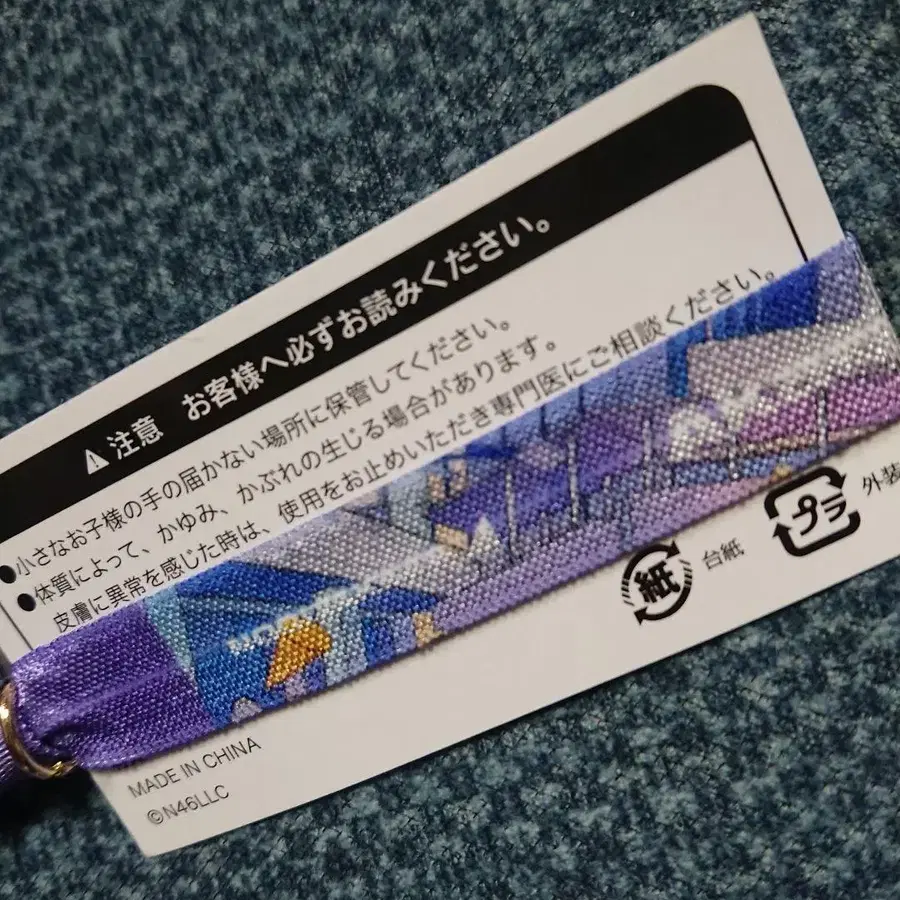 ⚠注意 お客様へ必ずお読みください。
●小さなお子様の手の届かない場所に保管してください。
●体質によって、かゆみ、かぶれの生じる場合があります。
皮膚に異常を感じた時は、使用をお止めいただき専門医にご相談ください。
紙 台紙
プラ 外装
MADE IN CHINA
©N46LLC